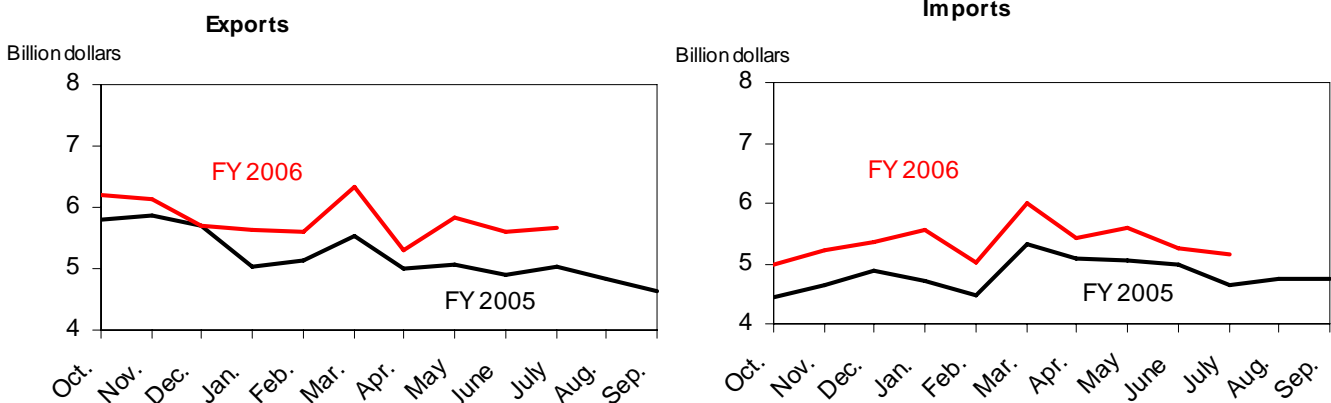 Exports
Billion dollars
8
7
6
5
4
FY 2006
FY 2005
Oct. Nov. Dec. Jan. Feb. Mar. Apr. May June July Aug. Sep.
Imports
Billion dollars
8
7
6
5
4
FY 2006
FY 2005
Oct. Nov. Dec. Jan. Feb. Mar. Apr. May June July Aug. Sep.